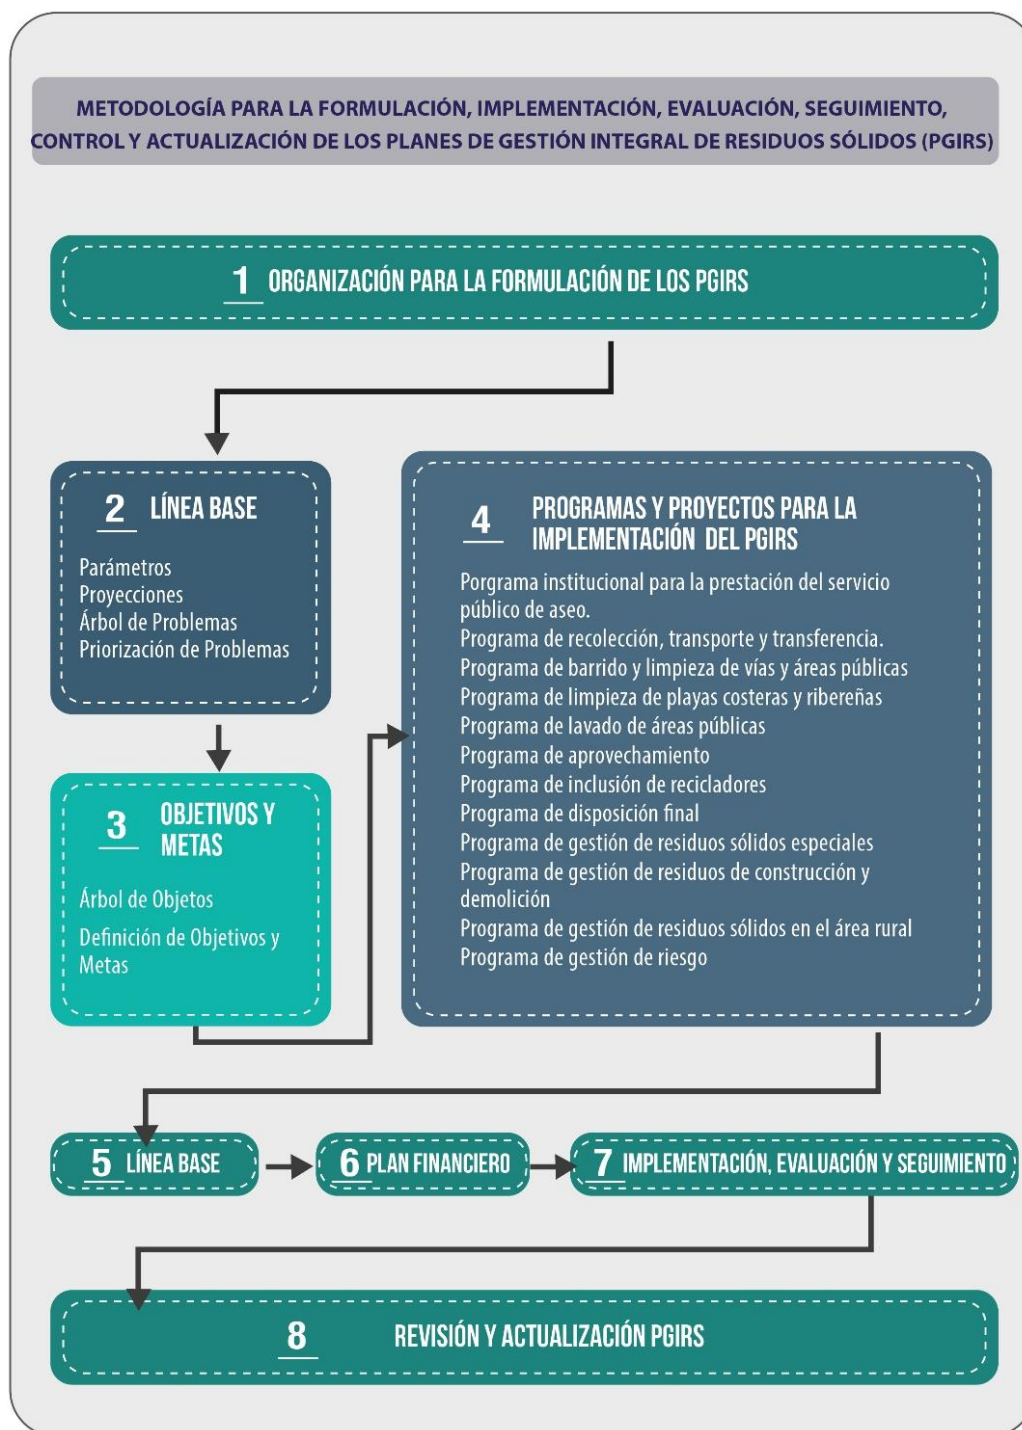 METODOLOGÍA PARA LA FORMULACIÓN, IMPLEMENTACIÓN, EVALUACIÓN, SEGUIMIENTO,
CONTROL Y ACTUALIZACIÓN DE LOS PLANES DE GESTIÓN INTEGRAL DE RESIDUOS SÓLIDOS (PGIRS)
1 ORGANIZACIÓN PARA LA FORMULACIÓN DE LOS PGIRS
2 LÍNEA BASE
Parámetros
Proyecciones
Árbol de Problemas
Priorización de Problemas
3 OBJETIVOS Y
METAS
Árbol de Objetos
Definición de Objetivos y
Metas
4 PROGRAMAS Y PROYECTOS PARA LA
IMPLEMENTACIÓN DEL PGIRS
Porgrama institucional para la prestación del servicio
público de aseo.
Programa de recolección, transporte y transferencia.
Programa de barrido y limpieza de vías y áreas públicas
Programa de limpieza de playas costeras y ribereñas
Programa de lavado de áreas públicas
Programa de aprovechamiento
Programa de inclusión de recicladores
Programa de disposición final
Programa de gestión de residuos sólidos especiales
Programa de gestión de residuos de construcción y
demolición
Programa de gestión de residuos sólidos en el área rural
Programa de gestión de riesgo
5 LÍNEA BASE
6 PLAN FINANCIERO
7 IMPLEMENTACIÓN, EVALUACIÓN Y SEGUIMIENTO
8 REVISIÓN Y ACTUALIZACIÓN PGIRS